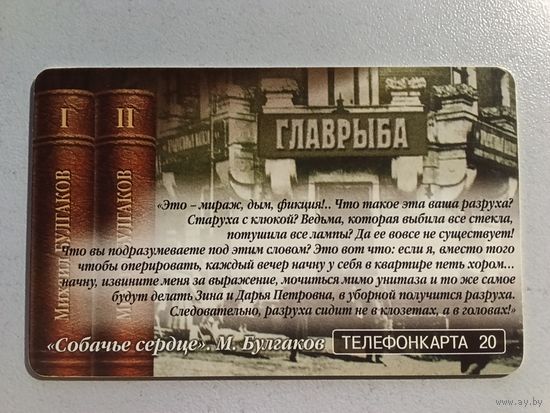 I
II
Михаил БУЛГАКОВ
БУЛГАКОВ
ГЛАВРЫБА
«Это – мираж, дым, фикция!.. Что такое эта ваша разруха?
Старуха с клюкой? Ведьма, которая выбила все стекла,
потушила все лампы? Да ее вовсе не существует!
Что вы подразумеваете под этим словом? Это вот что: если я, вместо того
чтобы оперировать, каждый вечер начну у себя в квартире петь хором...
начну, извините меня за выражение, мочиться мимо унитаза и то же самое
будут делать Зина и Дарья Петровна, в уборной получится разруха.
Следовательно, разруха сидит не в клозетах, а в головах!»
«Собачье сердце». М. Булгаков
ТЕЛЕФОНКАРТА 20
www.ay.by